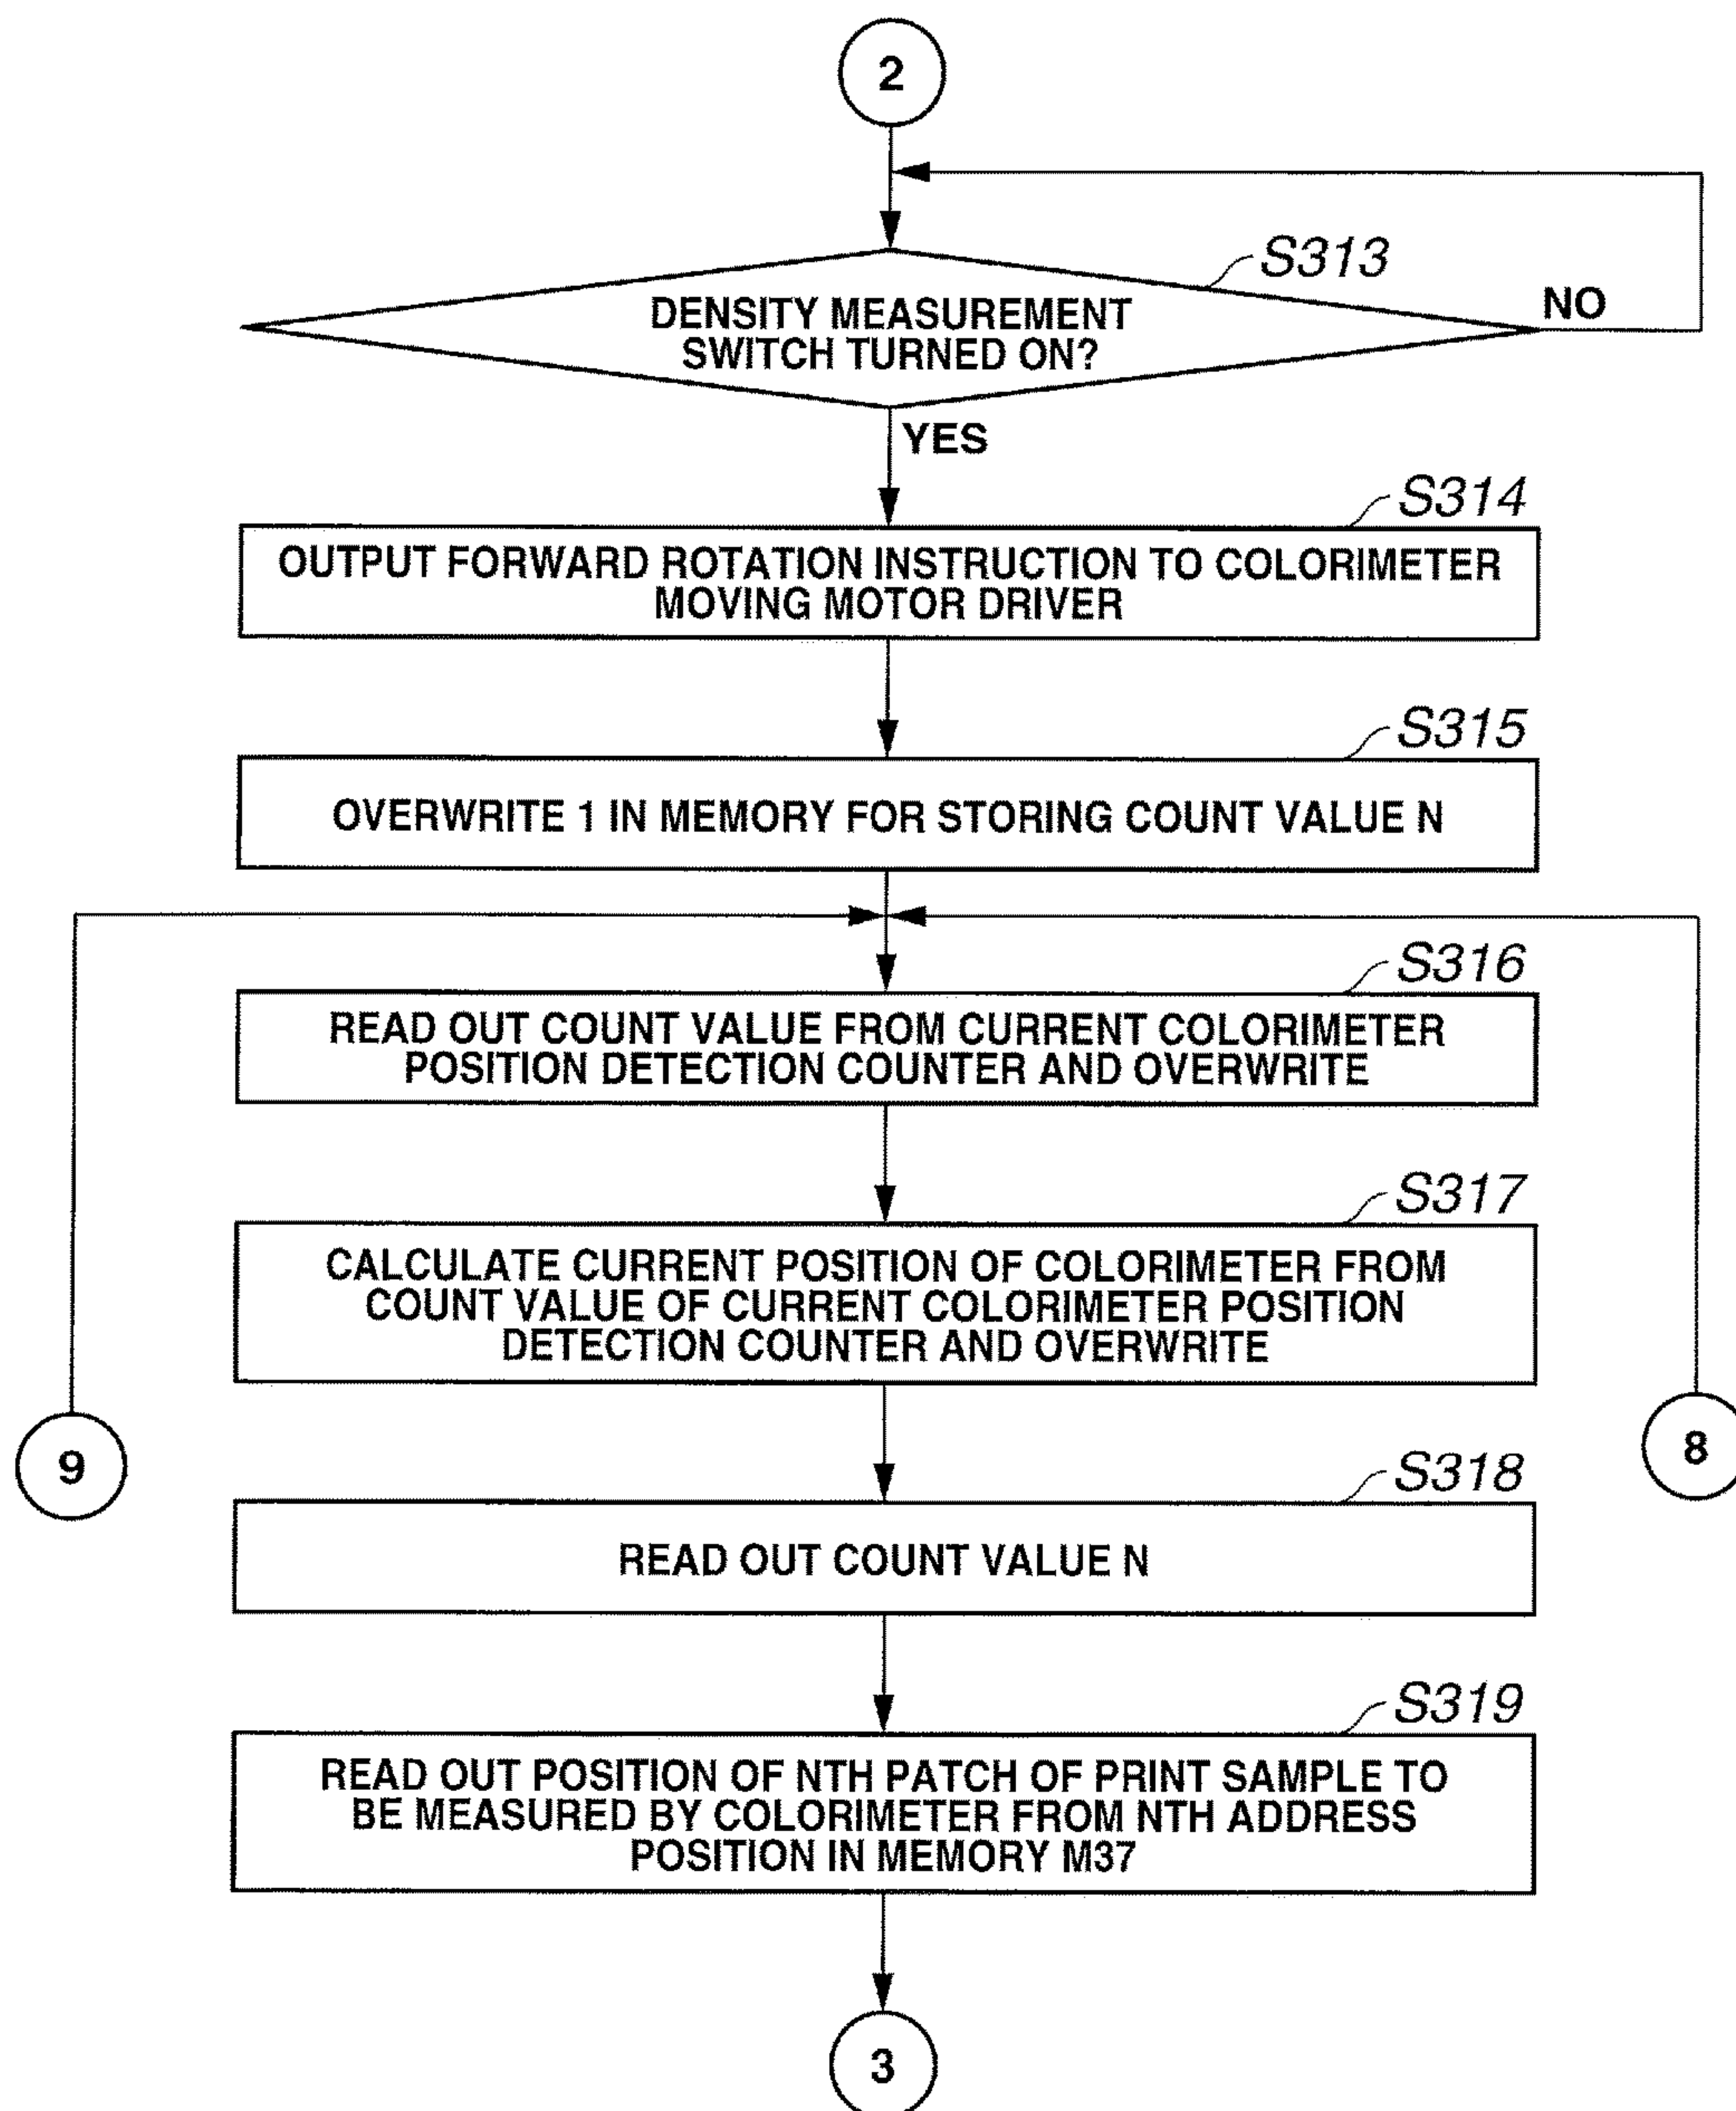 2
S313
DENSITY MEASUREMENT
SWITCH TURNED ON?
NO
YES
S314
OUTPUT FORWARD ROTATION INSTRUCTION TO COLORIMETER
MOVING MOTOR DRIVER
S315
OVERWRITE 1 IN MEMORY FOR STORING COUNT VALUE N
S316
READ OUT COUNT VALUE FROM CURRENT COLORIMETER
POSITION DETECTION COUNTER AND OVERWRITE
S317
CALCULATE CURRENT POSITION OF COLORIMETER FROM
COUNT VALUE OF CURRENT COLORIMETER POSITION
DETECTION COUNTER AND OVERWRITE
9
8
S318
READ OUT COUNT VALUE N
S319
READ OUT POSITION OF NTH PATCH OF PRINT SAMPLE TO
BE MEASURED BY COLORIMETER FROM NTH ADDRESS
POSITION IN MEMORY M37
3